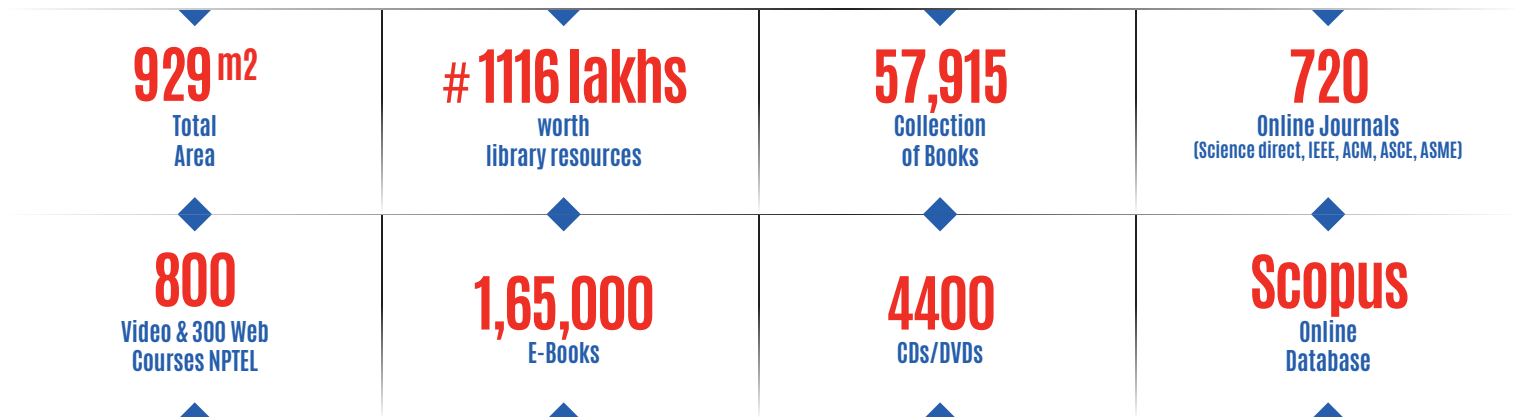 929 m2
Total
Area
# 1116 lakhs
worth
library resources
57,915
Collection
of Books
720
Online Journals
(Science direct, IEEE, ACM, ASCE, ASME)
800
Video & 300 Web
Courses NPTEL
1,65,000
E-Books
4400
CDs/DVDs
Scopus
Online
Database